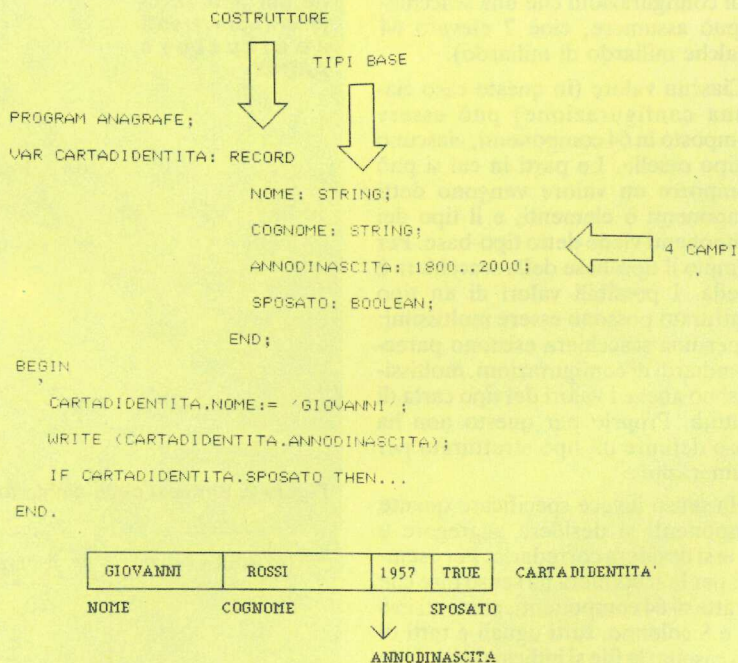 COSTRUTTORE
TIPI BASE
PROGRAM ANAGRAFE;
VAR CARTADIDENTITA: RECORD
NOME: STRING;
COGNOME: STRING;
4 CAMPI
ANNODINASCITA: 1800..2000;
SPOSATO: BOOLEAN;
END;
BEGIN
CARTADIDENTITA.NOME:= 'GIOVANNI';
WRITE (CARTADIDENTITA.ANNODINASCITA);
IF CARTADIDENTITA.SPOSATO THEN...
END.
GIOVANNI ROSSI 1957 TRUE CARTADIDENTITA'
NOME COGNOME SPOSATO
ANNODINASCITA